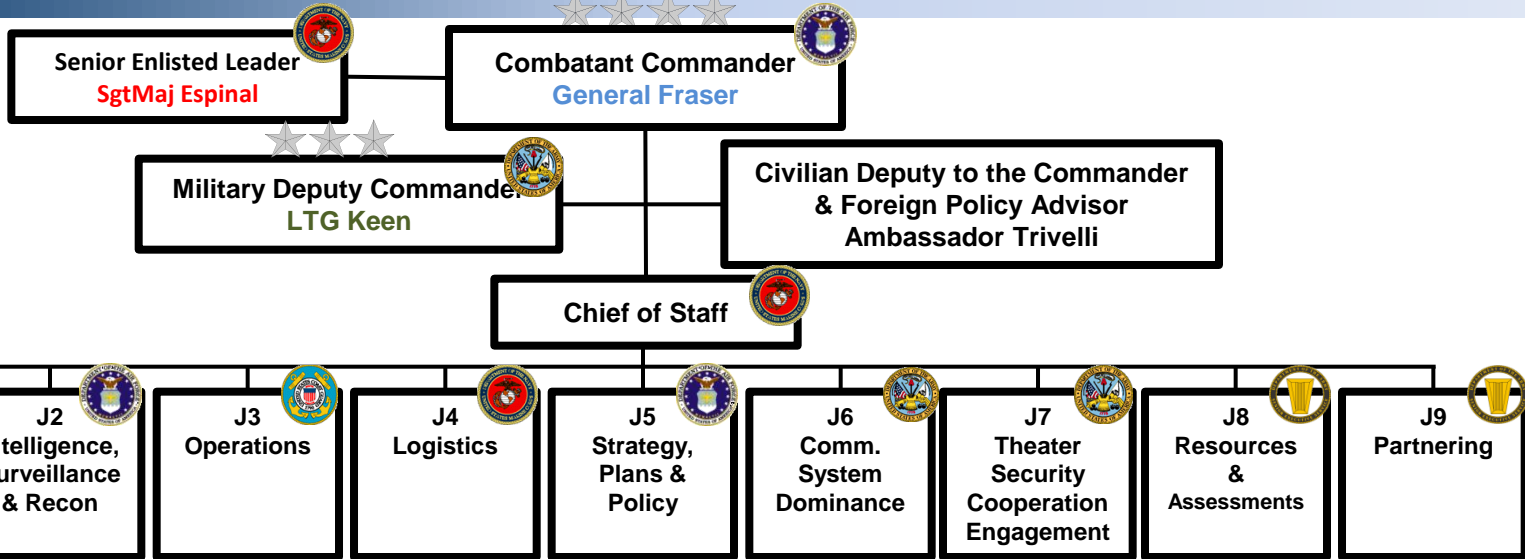 Senior Enlisted Leader
SgtMaj Espinal
Combatant Commander
General Fraser
Military Deputy Commander
LTG Keen
Civilian Deputy to the Commander
& Foreign Policy Advisor
Ambassador Trivelli
Chief of Staff
J2
telligence,
urveillance
& Recon
J3
Operations
J4
Logistics
J5
Strategy,
Plans &
Policy
J6
Comm.
System
Dominance
J7
Theater
Security
Cooperation
Engagement
J8
Resources
&
Assessments
J9
Partnering